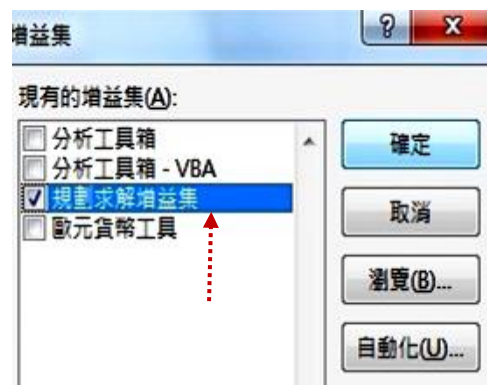 增益集
現有的增益集(A):
分析工具箱
分析工具箱 - VBA
規劃求解增益集
歐元貨幣工具
確定
取消
瀏覽(B)...
自動化(U)...